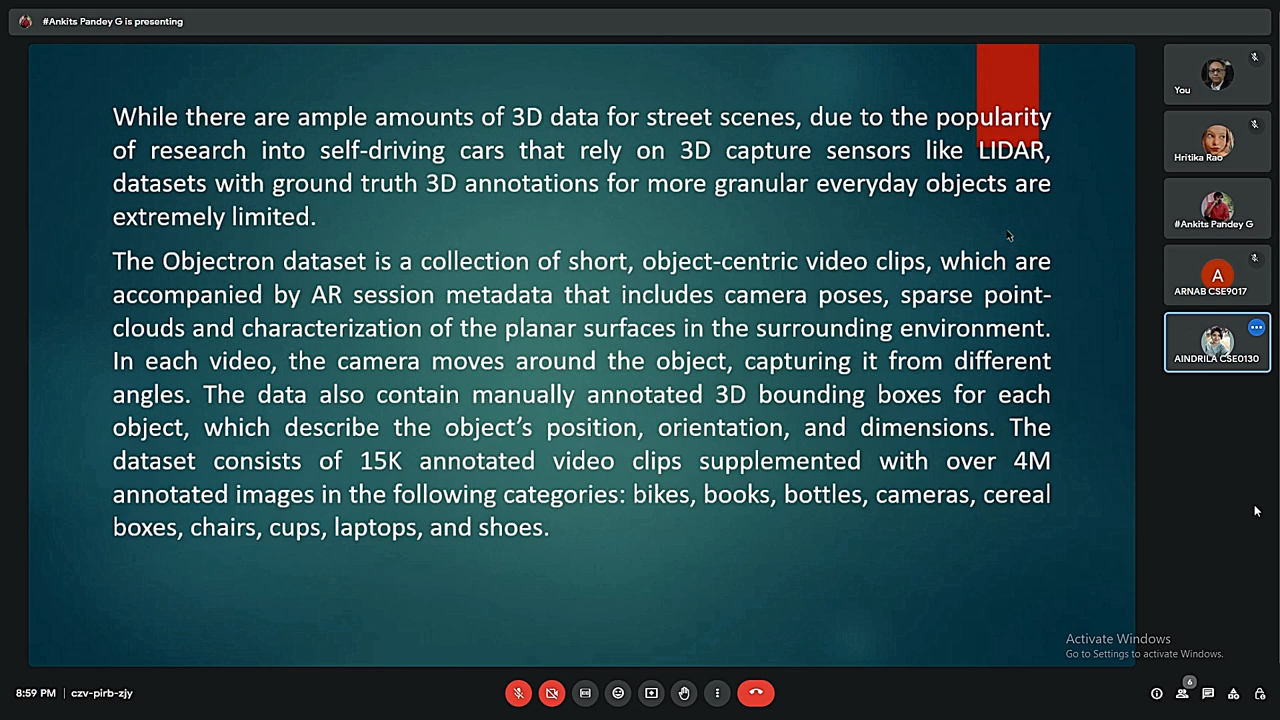 #Ankits Pandey G is presenting
While there are ample amounts of 3D data for street scenes, due to the popularity
of research into self-driving cars that rely on 3D capture sensors like LIDAR,
datasets with ground truth 3D annotations for more granular everyday objects are
extremely limited.
The Objectron dataset is a collection of short, object-centric video clips, which are
accompanied by AR session metadata that includes camera poses, sparse point-
clouds and characterization of the planar surfaces in the surrounding environment.
In each video, the camera moves around the object, capturing it from different
angles. The data also contain manually annotated 3D bounding boxes for each
object, which describe the object’s position, orientation, and dimensions. The
dataset consists of 15K annotated video clips supplemented with over 4M
annotated images in the following categories: bikes, books, bottles, cameras, cereal
boxes, chairs, cups, laptops, and shoes.
You
Hritika Rao
#Ankits Pandey G
A
ARNAB CSE9017
AINDRILA CSE0130
Activate Windows
Go to Settings to activate Windows.
8:59 PM | czv-pirb-zjy
6